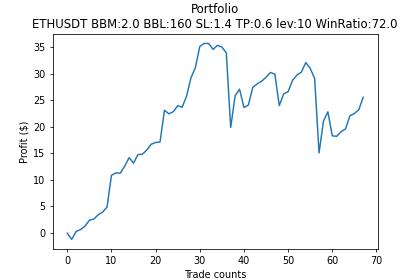 Portfolio
ETHUSDT BBM:2.0 BBL:160 SL:1.4 TP:0.6 lev:10 WinRatio:72.0
35
30
25
20
15
10
5
0
Profit ($)
0 10 20 30 40 50 60 70
Trade counts